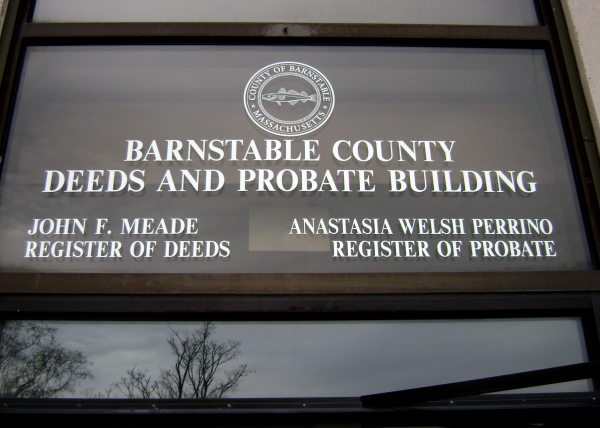 COUNTY OF BARNSTABLE
MASSACHUSETTS
BARNSTABLE COUNTY
DEEDS AND PROBATE BUILDING
JOHN F. MEADE
REGISTER OF DEEDS
ANASTASIA WELSH PERRINO
REGISTER OF PROBATE